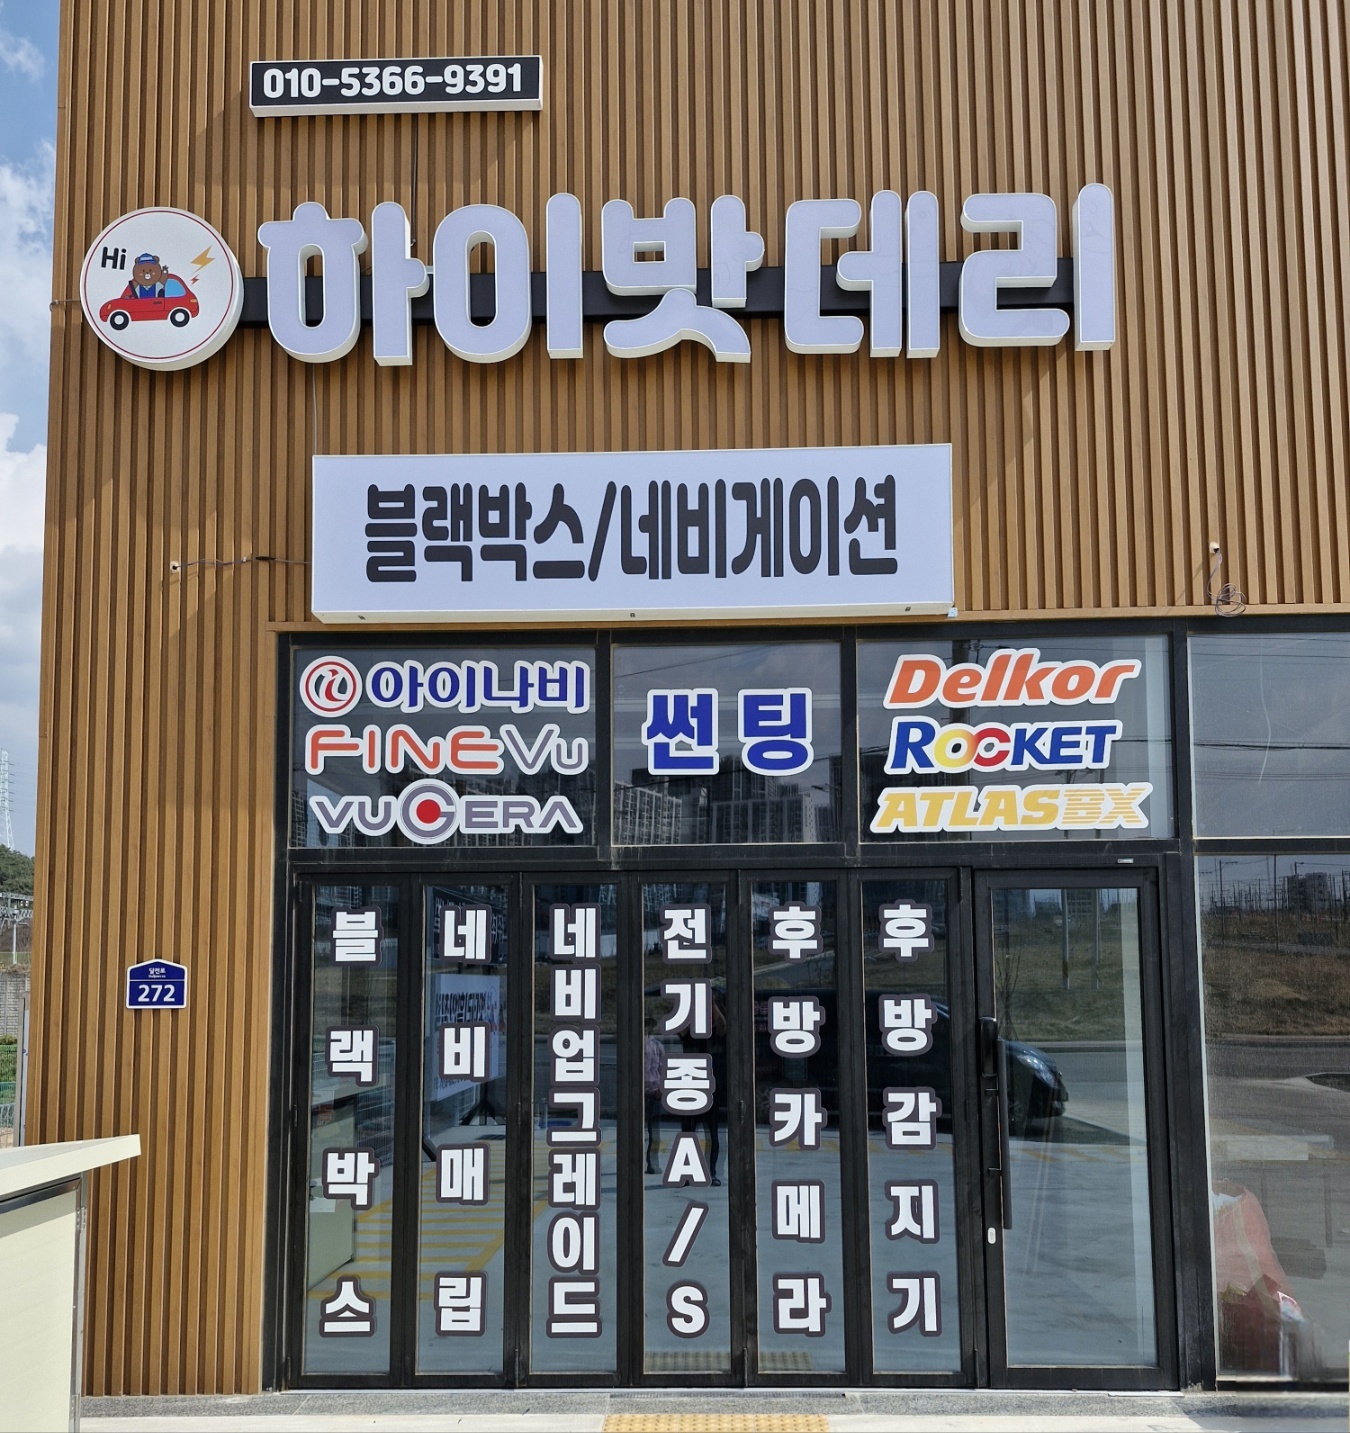 010-5366-9391
Hi
하이밧데리
블랙박스/네비게이션
아이나비
FINEVu
VUGERA
썬팅
Delkor
ROCKET
ATLASBX
블랙박스
네비매립
네비업그레이드
전기종A/S
후방카메라
후방감지기
272